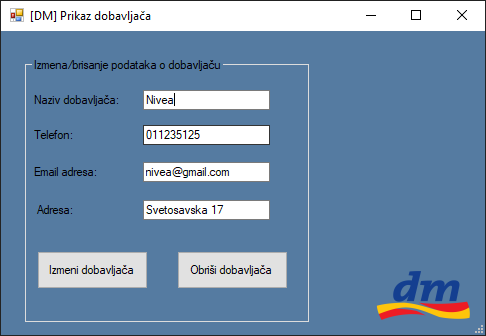 [DM] Prikaz dobavljača
Izmena/brisanje podataka o dobavljaču
Naziv dobavljača: Nivea
Telefon: 011235125
Email adresa: nivea@gmail.com
Adresa: Svetosavska 17
Izmeni dobavljača Obriši dobavljača
dm